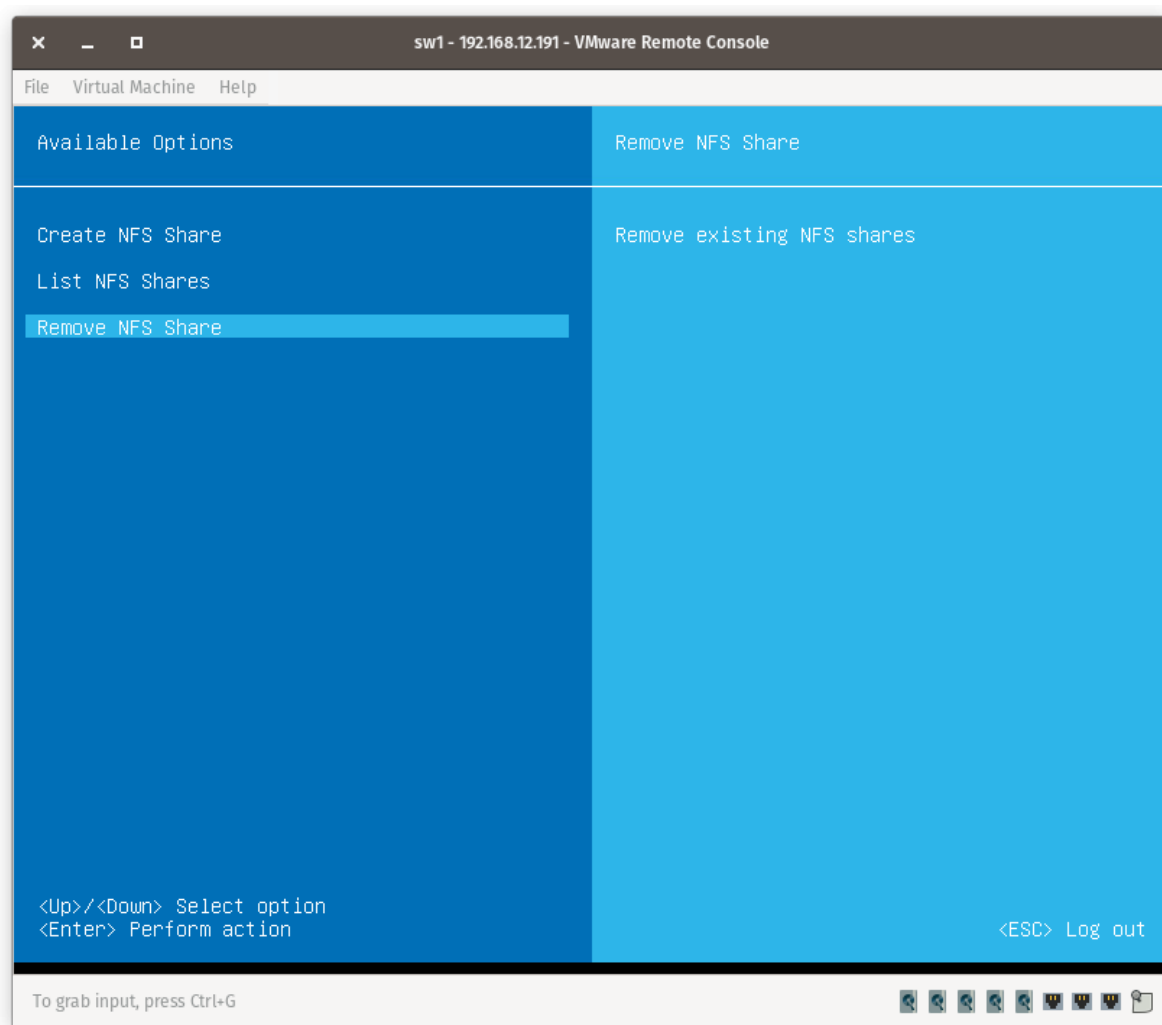 sw1 - 192.168.12.191 - VMware Remote Console
File Virtual Machine Help
Available Options
Remove NFS Share
Create NFS Share
List NFS Shares
Remove NFS Share
Remove existing NFS shares
<Up>/<Down> Select option
<Enter> Perform action
<ESC> Log out
To grab input, press Ctrl+G